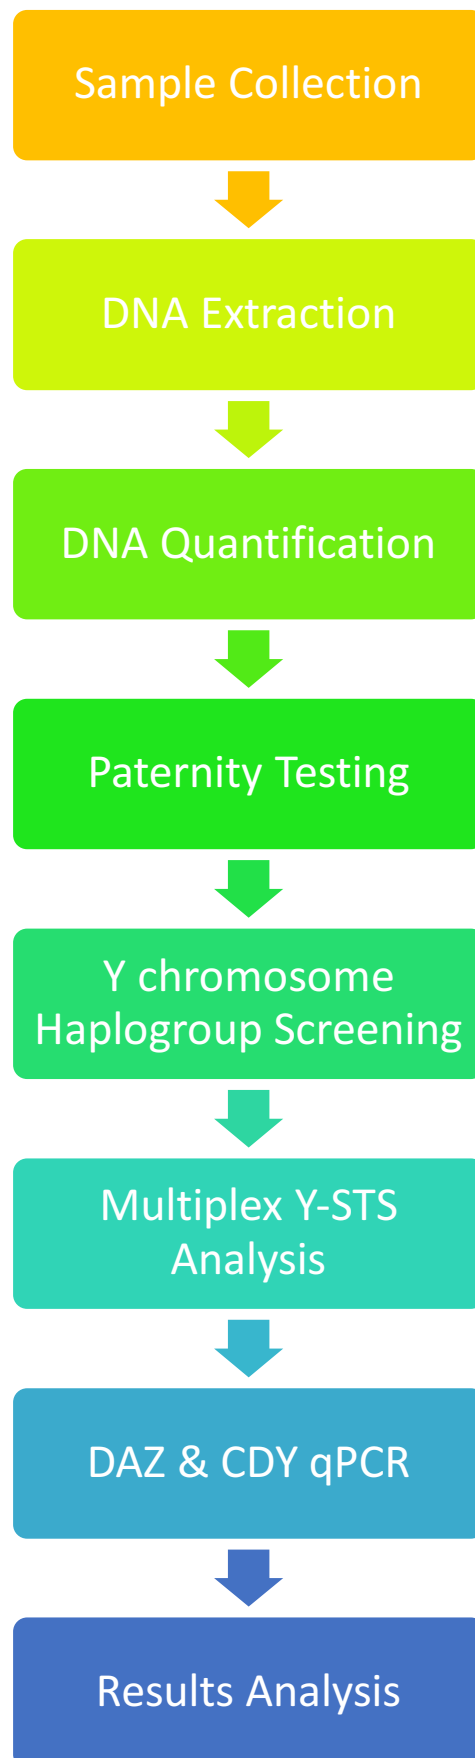 Sample Collection
DNA Extraction
DNA Quantification
Paternity Testing
Y chromosome
Haplogroup Screening
Multiplex Y-STS
Analysis
DAZ & CDY qPCR
Results Analysis